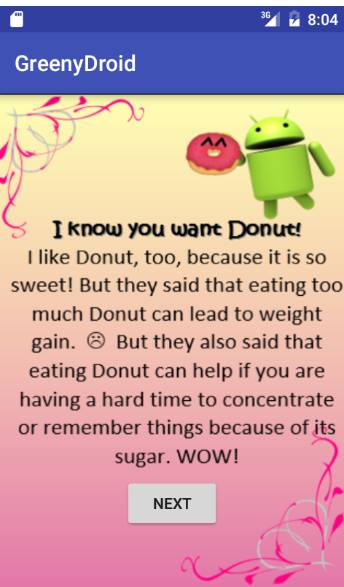 3G 8:04
GreenyDroid
I know you want Donut!
I like Donut, too, because it is so
sweet! But they said that eating too
much Donut can lead to weight
gain. ☹ But they also said that
eating Donut can help if you are
having a hard time to concentrate
or remember things because of its
sugar. WOW!
NEXT